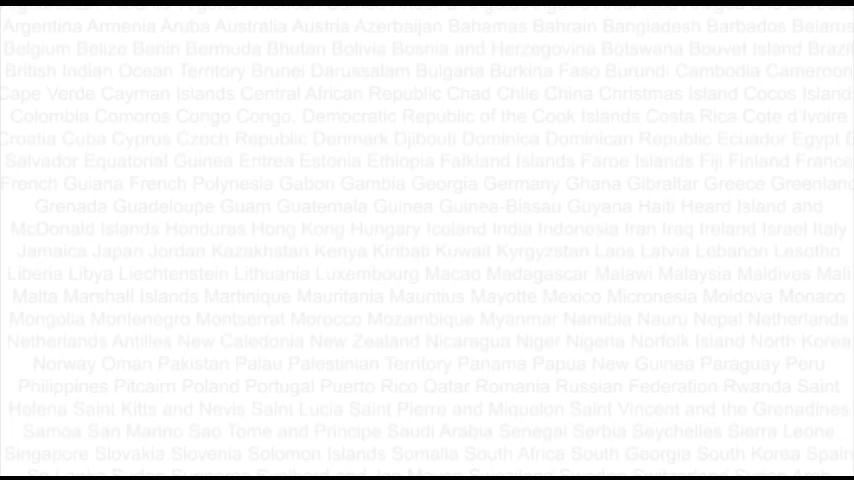 Argentina Armenia Aruba Australia Austria Azerbaijan Bahamas Bahrain Bangladesh Barbados Belarus
Belgium Belize Benin Bermuda Bhutan Bolivia Bosnia and Herzegovina Botswana Bouvet Island Brazil
British Indian Ocean Territory Brunei Darussalam Bulgaria Burkina Faso Burundi Cambodia Cameroon
Cape Verde Cayman Islands Central African Republic Chad Chile China Christmas Island Cocos Islands
Colombia Comoros Congo Congo, Democratic Republic of the Cook Islands Costa Rica Cote d'Ivoire
Croatia Cuba Cyprus Czech Republic Denmark Djibouti Dominica Dominican Republic Ecuador Egypt
Salvador Equatorial Guinea Eritrea Estonia Ethiopia Falkland Islands Faroe Islands Fiji Finland France
French Guiana French Polynesia Gabon Gambia Georgia Germany Ghana Gibraltar Greece Greenland
Grenada Guadeloupe Guam Guatemala Guinea Guinea-Bissau Guyana Haiti Heard Island and
McDonald Islands Honduras Hong Kong Hungary Iceland India Indonesia Iran Iraq Ireland Israel Italy
Jamaica Japan Jordan Kazakhstan Kenya Kiribati Kuwait Kyrgyzstan Laos Latvia Lebanon Lesotho
Liberia Libya Liechtenstein Lithuania Luxembourg Macao Madagascar Malawi Malaysia Maldives Mali
Malta Marshall Islands Martinique Mauritania Mauritius Mayotte Mexico Micronesia Moldova Monaco
Mongolia Montenegro Montserrat Morocco Mozambique Myanmar Namibia Nauru Nepal Netherlands
Netherlands Antilles New Caledonia New Zealand Nicaragua Niger Nigeria Norfolk Island North Korea
Norway Oman Pakistan Palau Palestinian Territory Panama Papua New Guinea Paraguay Peru
Philippines Pitcairn Poland Portugal Puerto Rico Qatar Romania Russian Federation Rwanda Saint
Helena Saint Kitts and Nevis Saint Lucia Saint Pierre and Miquelon Saint Vincent and the Grenadines
Samoa San Marino Sao Tome and Principe Saudi Arabia Senegal Serbia Seychelles Sierra Leone
Singapore Slovakia Slovenia Solomon Islands Somalia South Africa South Georgia South Korea Spain